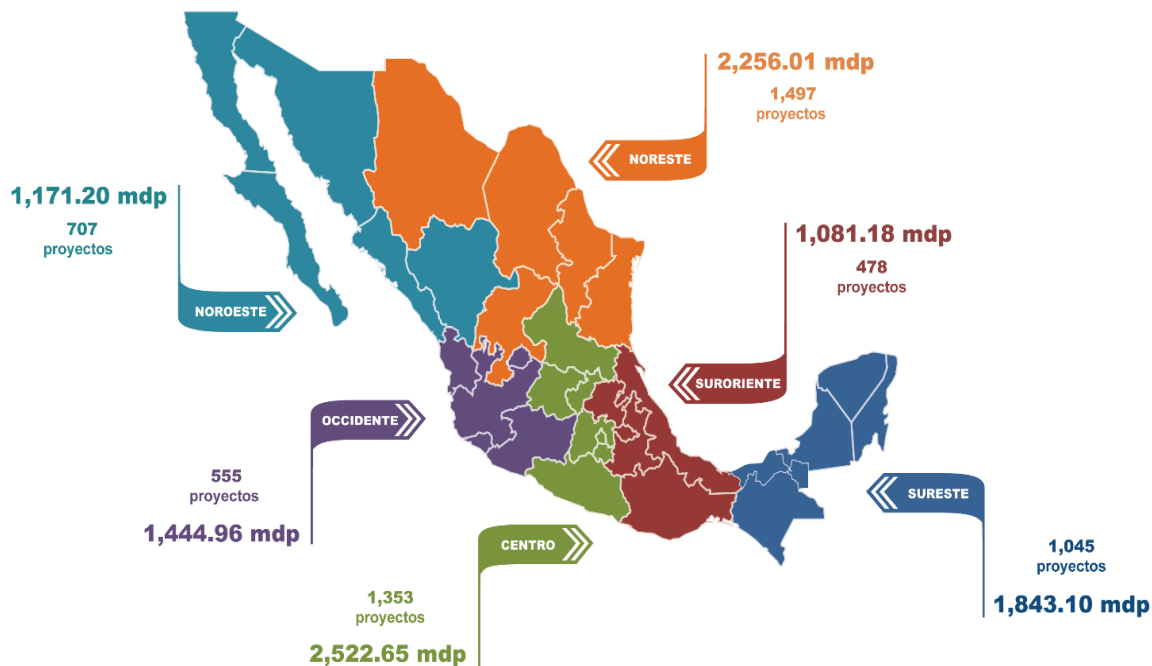 2,256.01 mdp
1,497
proyectos
NORESTE
1,171.20 mdp
707
proyectos
NOROESTE
1,081.18 mdp
478
proyectos
SURORIENTE
OCCIDENTE
555
proyectos
1,444.96 mdp
SURESTE
1,045
proyectos
1,843.10 mdp
CENTRO
1,353
proyectos
2,522.65 mdp